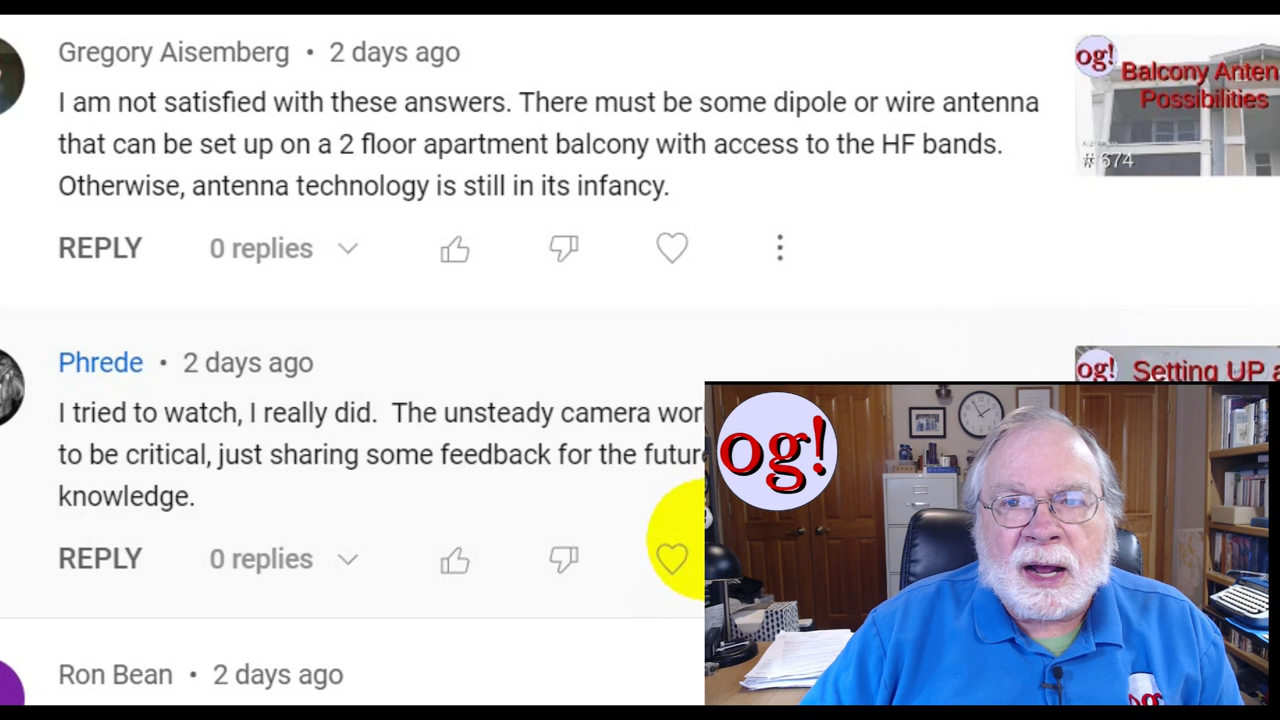 Gregory Aisemberg • 2 days ago
I am not satisfied with these answers. There must be some dipole or wire antenna
that can be set up on a 2 floor apartment balcony with access to the HF bands.
Otherwise, antenna technology is still in its infancy.
REPLY 0 replies
og!
Balcony Anten
Possibilities
#674
Phrede • 2 days ago
I tried to watch, I really did. The unsteady camera wor
to be critical, just sharing some feedback for the futur
knowledge.
REPLY 0 replies
og! Setting UP a
og!
Ron Bean • 2 days ago